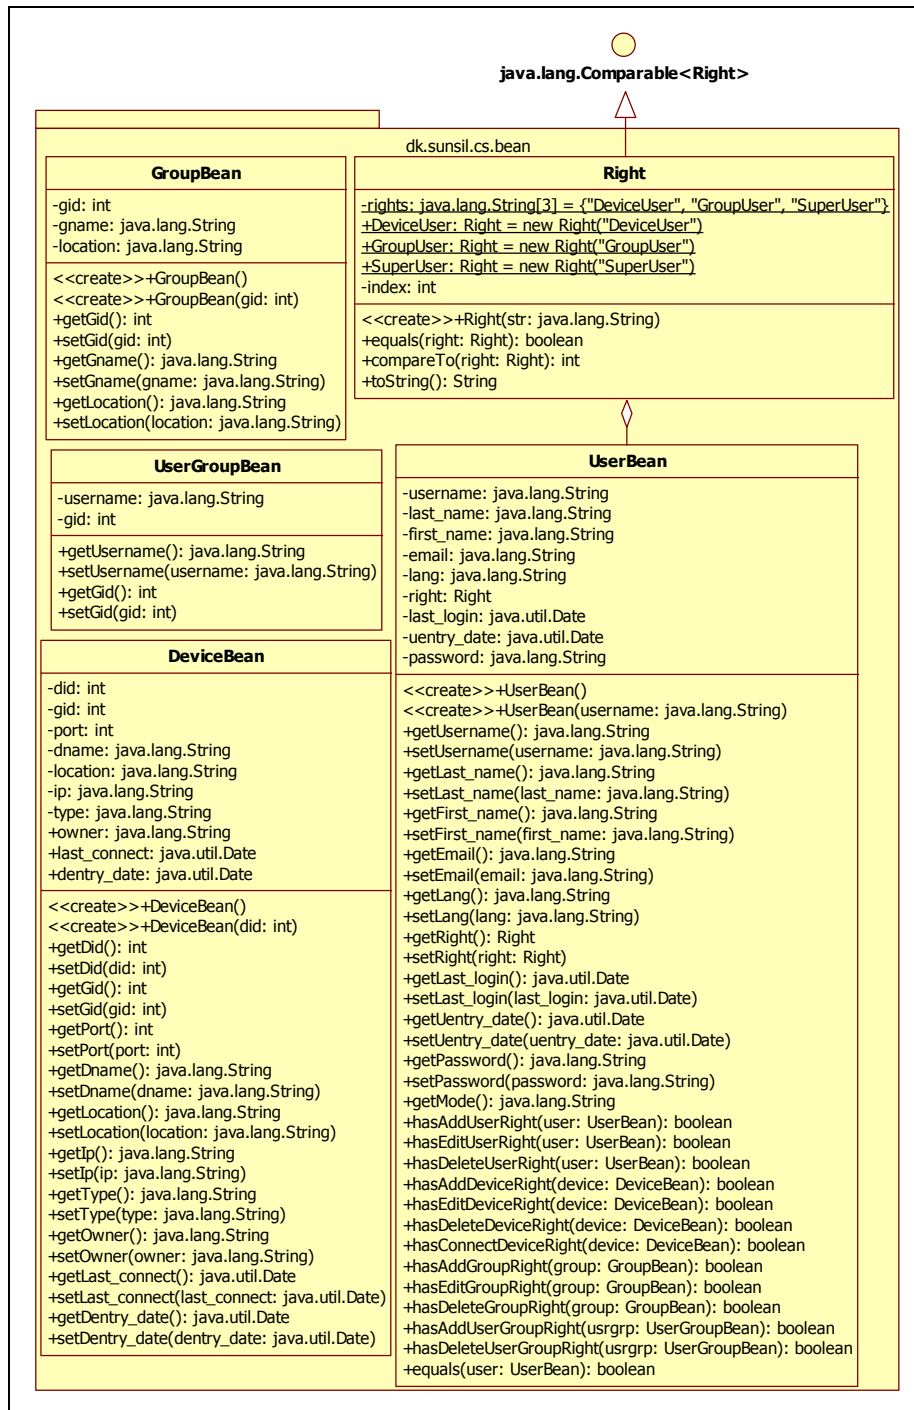 java.lang.Comparable<Right>
dk.sunsil.cs.bean
GroupBean
-gid: int
-gname: java.lang.String
-location: java.lang.String
<<create>>+GroupBean()
<<create>>+GroupBean(gid: int)
+getGid(): int
+setGid(gid: int)
+getGname(): java.lang.String
+setGname(gname: java.lang.String)
+getLocation(): java.lang.String
+setLocation(location: java.lang.String)
Right
-rights: java.lang.String[3] = {"DeviceUser", "GroupUser", "SuperUser"}
+DeviceUser: Right = new Right("DeviceUser")
+GroupUser: Right = new Right("GroupUser")
+SuperUser: Right = new Right("SuperUser")
-index: int
<<create>>+Right(str: java.lang.String)
+equals(right: Right): boolean
+compareTo(right: Right): int
+toString(): String
UserGroupBean
-username: java.lang.String
-gid: int
+getUsername(): java.lang.String
+setUsername(username: java.lang.String)
+getGid(): int
+setGid(gid: int)
DeviceBean
-did: int
-gid: int
-port: int
-dname: java.lang.String
-location: java.lang.String
-ip: java.lang.String
-type: java.lang.String
+owner: java.lang.String
+last_connect: java.util.Date
+dentry_date: java.util.Date
<<create>>+DeviceBean()
<<create>>+DeviceBean(did: int)
+getDid(): int
+setDid(did: int)
+getGid(): int
+setGid(gid: int)
+getPort(): int
+setPort(port: int)
+getDname(): java.lang.String
+setDname(dname: java.lang.String)
+getLocation(): java.lang.String
+setLocation(location: java.lang.String)
+getIp(): java.lang.String
+setIp(ip: java.lang.String)
+getType(): java.lang.String
+setType(type: java.lang.String)
+getOwner(): java.lang.String
+setOwner(owner: java.lang.String)
+getLast_connect(): java.util.Date
+setLast_connect(last_connect: java.util.Date)
+getDentry_date(): java.util.Date
+setDentry_date(dentry_date: java.util.Date)
UserBean
-username: java.lang.String
-last_name: java.lang.String
-first_name: java.lang.String
-email: java.lang.String
-lang: java.lang.String
-right: Right
-last_login: java.util.Date
-uentry_date: java.util.Date
-password: java.lang.String
<<create>>+UserBean()
<<create>>+UserBean(username: java.lang.String)
+getUsername(): java.lang.String
+setUsername(username: java.lang.String)
+getLast_name(): java.lang.String
+setLast_name(last_name: java.lang.String)
+getFirst_name(): java.lang.String
+setFirst_name(first_name: java.lang.String)
+getEmail(): java.lang.String
+setEmail(email: java.lang.String)
+getLang(): java.lang.String
+setLang(lang: java.lang.String)
+getRight(): Right
+setRight(right: Right)
+getLast_login(): java.util.Date
+setLast_login(last_login: java.util.Date)
+getUentry_date(): java.util.Date
+setUentry_date(uentry_date: java.util.Date)
+getPassword(): java.lang.String
+setPassword(password: java.lang.String)
+getMode(): java.lang.String
+hasAddUserRight(user: UserBean): boolean
+hasEditUserRight(user: UserBean): boolean
+hasDeleteUserRight(user: UserBean): boolean
+hasAddDeviceRight(device: DeviceBean): boolean
+hasEditDeviceRight(device: DeviceBean): boolean
+hasDeleteDeviceRight(device: DeviceBean): boolean
+hasConnectDeviceRight(device: DeviceBean): boolean
+hasAddGroupRight(group: GroupBean): boolean
+hasEditGroupRight(group: GroupBean): boolean
+hasDeleteGroupRight(group: GroupBean): boolean
+hasAddUserGroupRight(usrgrp: UserGroupBean): boolean
+hasDeleteUserGroupRight(usrgrp: UserGroupBean): boolean
+equals(user: UserBean): boolean